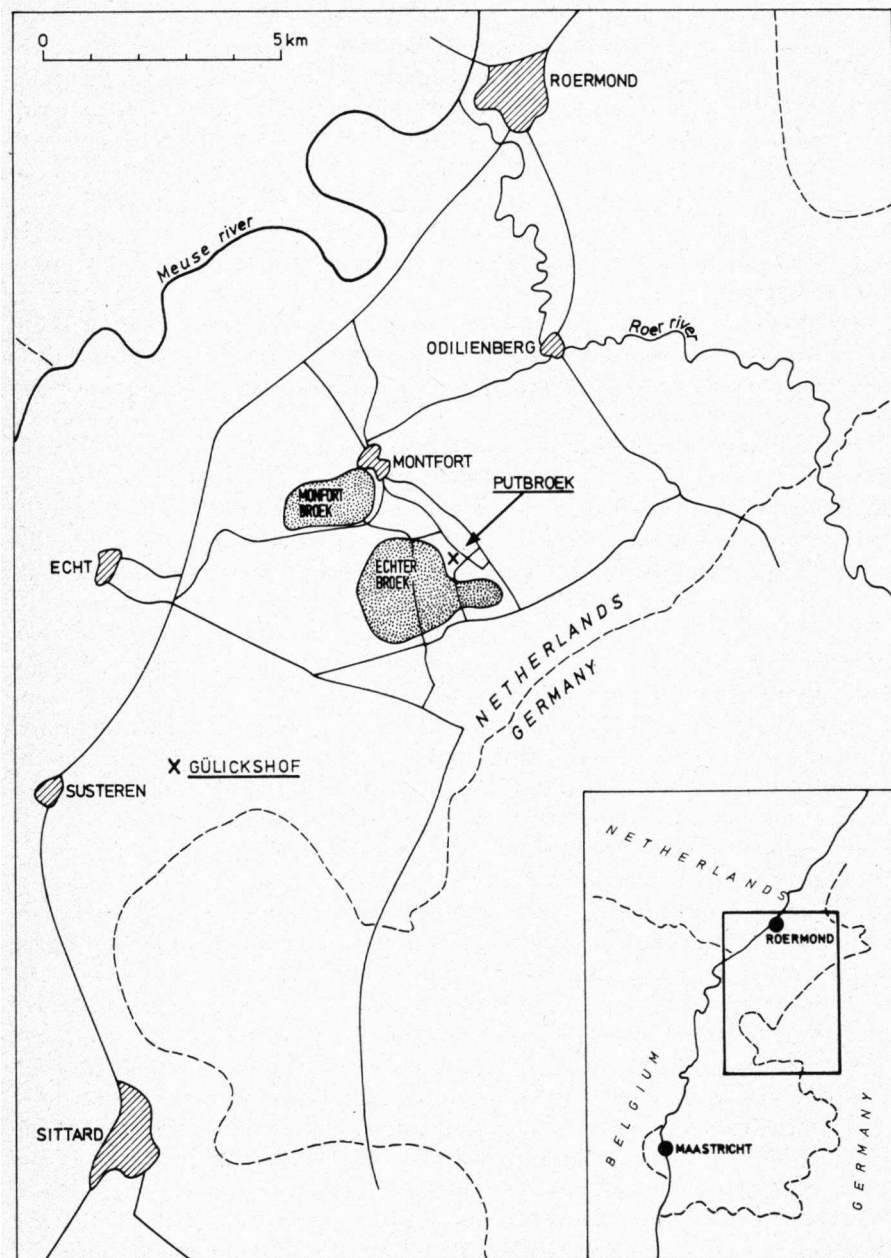 0 5 km
ROERMOND
Meuse river
ODILIENBERG
Roer river
MONTFORT
PUTBROEK
MONFORT
BROEK
ECHT
X
ECHTER
BROEK
NETHERLANDS
GERMANY
X GÜLICKSHOF
SUSTEREN
SITTARD
NETHERLANDS
ROERMOND
BELGIUM
GERMANY
MAASTRICHT